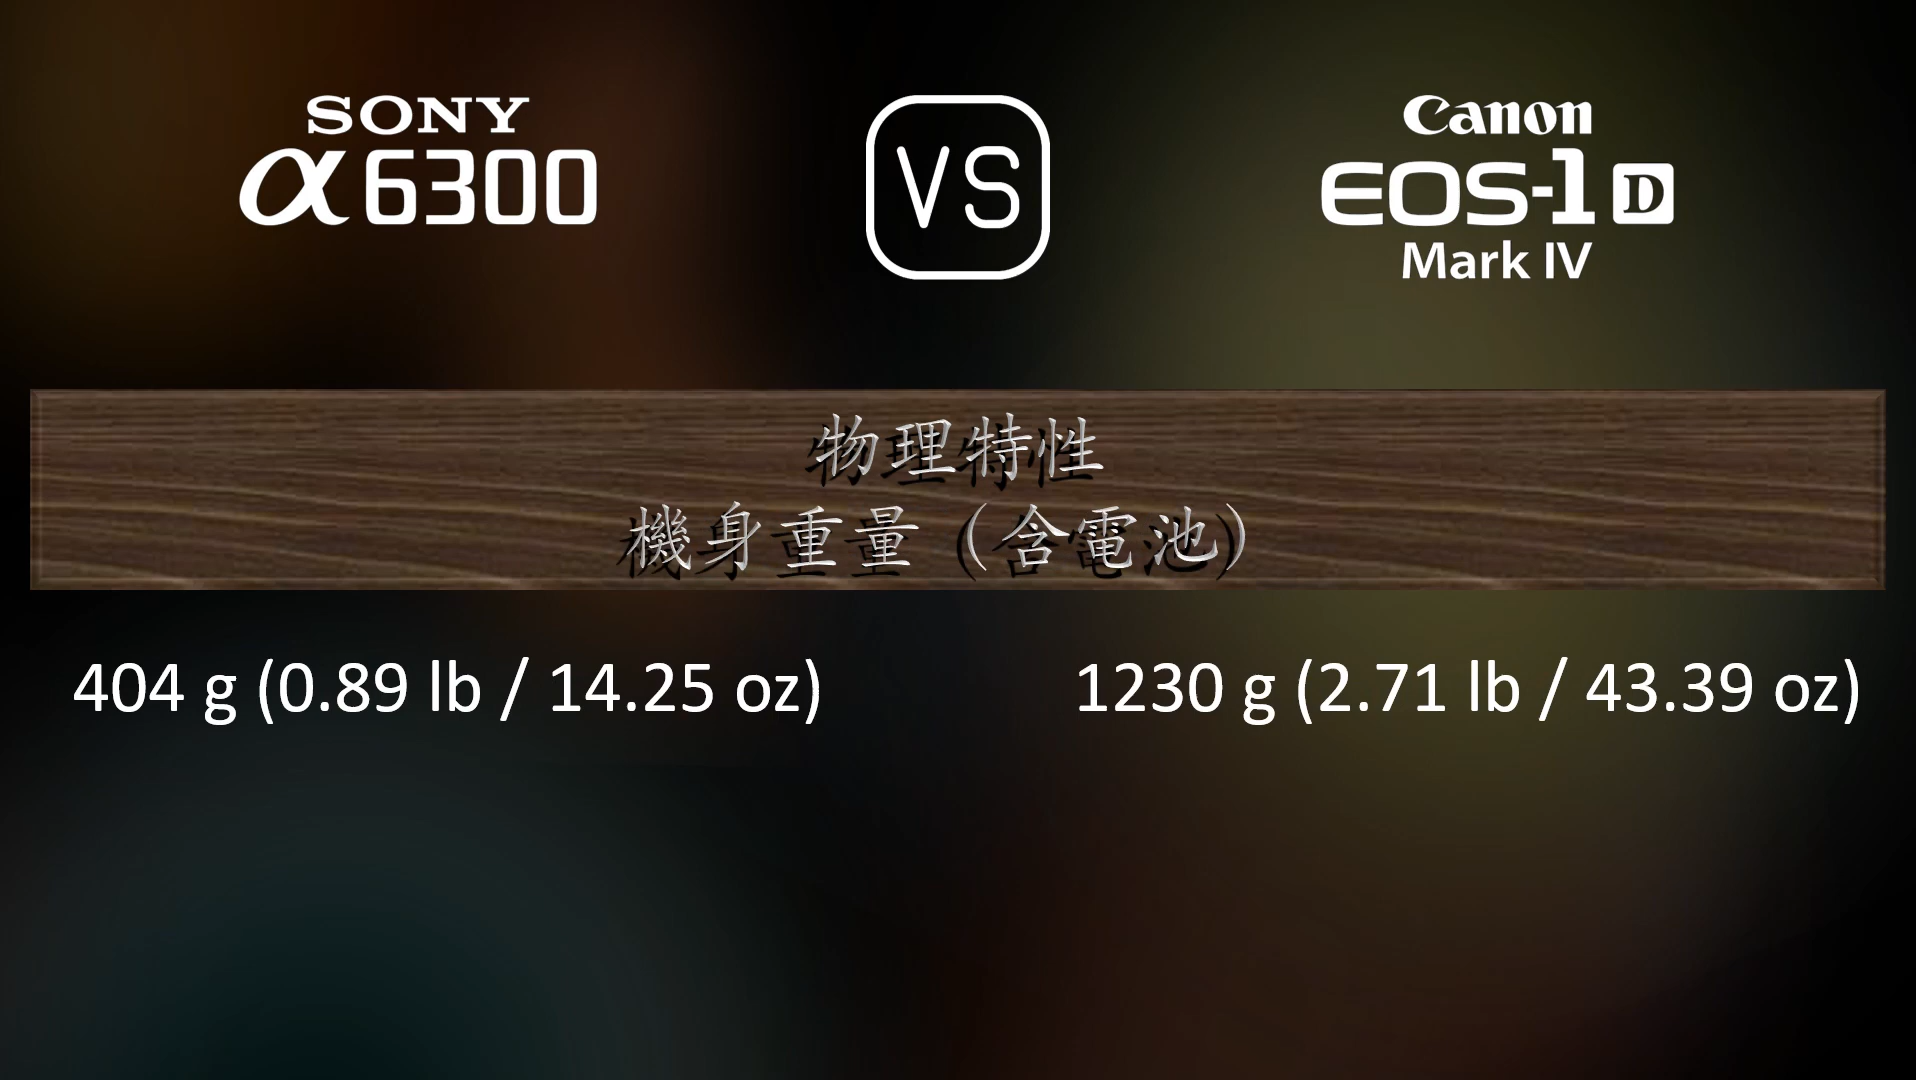 SONY
α6300
VS
Canon
EOS-1D
Mark IV
物理特性
機身重量（含電池）
404 g (0.89 lb / 14.25 oz)
1230 g (2.71 lb / 43.39 oz)